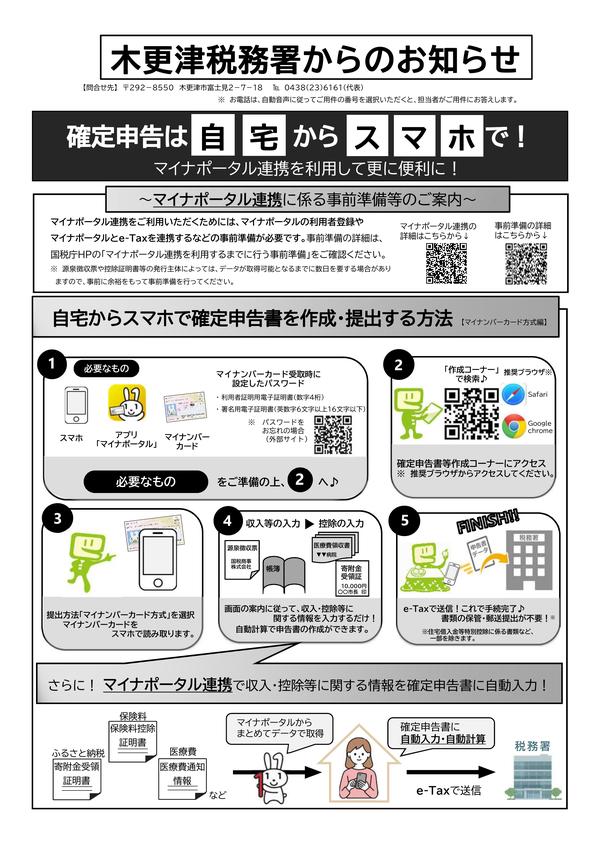 木更津税務署からのお知らせ
【問合せ先】 〒292－8550 木更津市富士見2－7－18 ℡ 0438(23)6161(代表)
※ お電話は、自動音声に従ってご用件の番号を選択いただくと、担当者がご用件にお答えします。
確定申告は自宅からスマホで！
マイナポータル連携を利用して更に便利に！
～マイナポータル連携に係る事前準備等のご案内～
マイナポータル連携をご利用いただくためには、マイナポータルの利用者登録や
マイナポータルとe-Taxを連携するなどの事前準備が必要です。事前準備の詳細は、
国税庁HPの「マイナポータル連携を利用するまでに行う事前準備」をご確認ください。
※ 源泉徴収票や控除証明書等の発行主体によっては、データが取得可能となるまでに数日を要する場合があり
ますので、事前に余裕をもって事前準備を行ってください。
マイナポータル連携の
詳細はこちらから↓
事前準備の詳細
はこちらから↓
自宅からスマホで確定申告書を作成・提出する方法 【マイナンバーカード方式編】
1
必要なもの
スマホ
アプリ
「マイナポータル」
マイナンバー
カード
マイナンバーカード受取時に
設定したパスワード
・利用者証明用電子証明書(数字4桁)
・署名用電子証明書(英数字6文字以上16文字以下)
※ パスワードを
お忘れの場合
(外部サイト)
必要なもの をご準備の上、2 へ♪
2
「作成コーナー」
で検索♪
推奨ブラウザ※
Safari
Google
chrome
確定申告書等作成コーナーにアクセス
※ 推奨ブラウザからアクセスしてください。
3
提出方法「マイナンバーカード方式」を選択
マイナンバーカードを
スマホで読み取ります。
4
収入等の入力 ▶ 控除の入力
源泉徴収票
国税商事
株式会社
帳簿
医療費領収書
▼▼病院
寄附金
受領証
10,000円
○○市長 印
画面の案内に従って、収入・控除等に
関する情報を入力するだけ！
自動計算で申告書の作成ができます。
5
FINISH!!
申告書
データ
税務署
e-Taxで送信！これで手続完了♪
書類の保管・郵送提出が不要！※
※住宅借入金等特別控除に係る書類など、
一部を除きます。
さらに！ マイナポータル連携で収入・控除等に関する情報を確定申告書に自動入力！
保険料
保険料控除
証明書
ふるさと納税
寄附金受領
証明書
医療費
医療費通知
情報
など
マイナポータルから
まとめてデータで取得
確定申告書に
自動入力・自動計算
e-Taxで送信
税務署